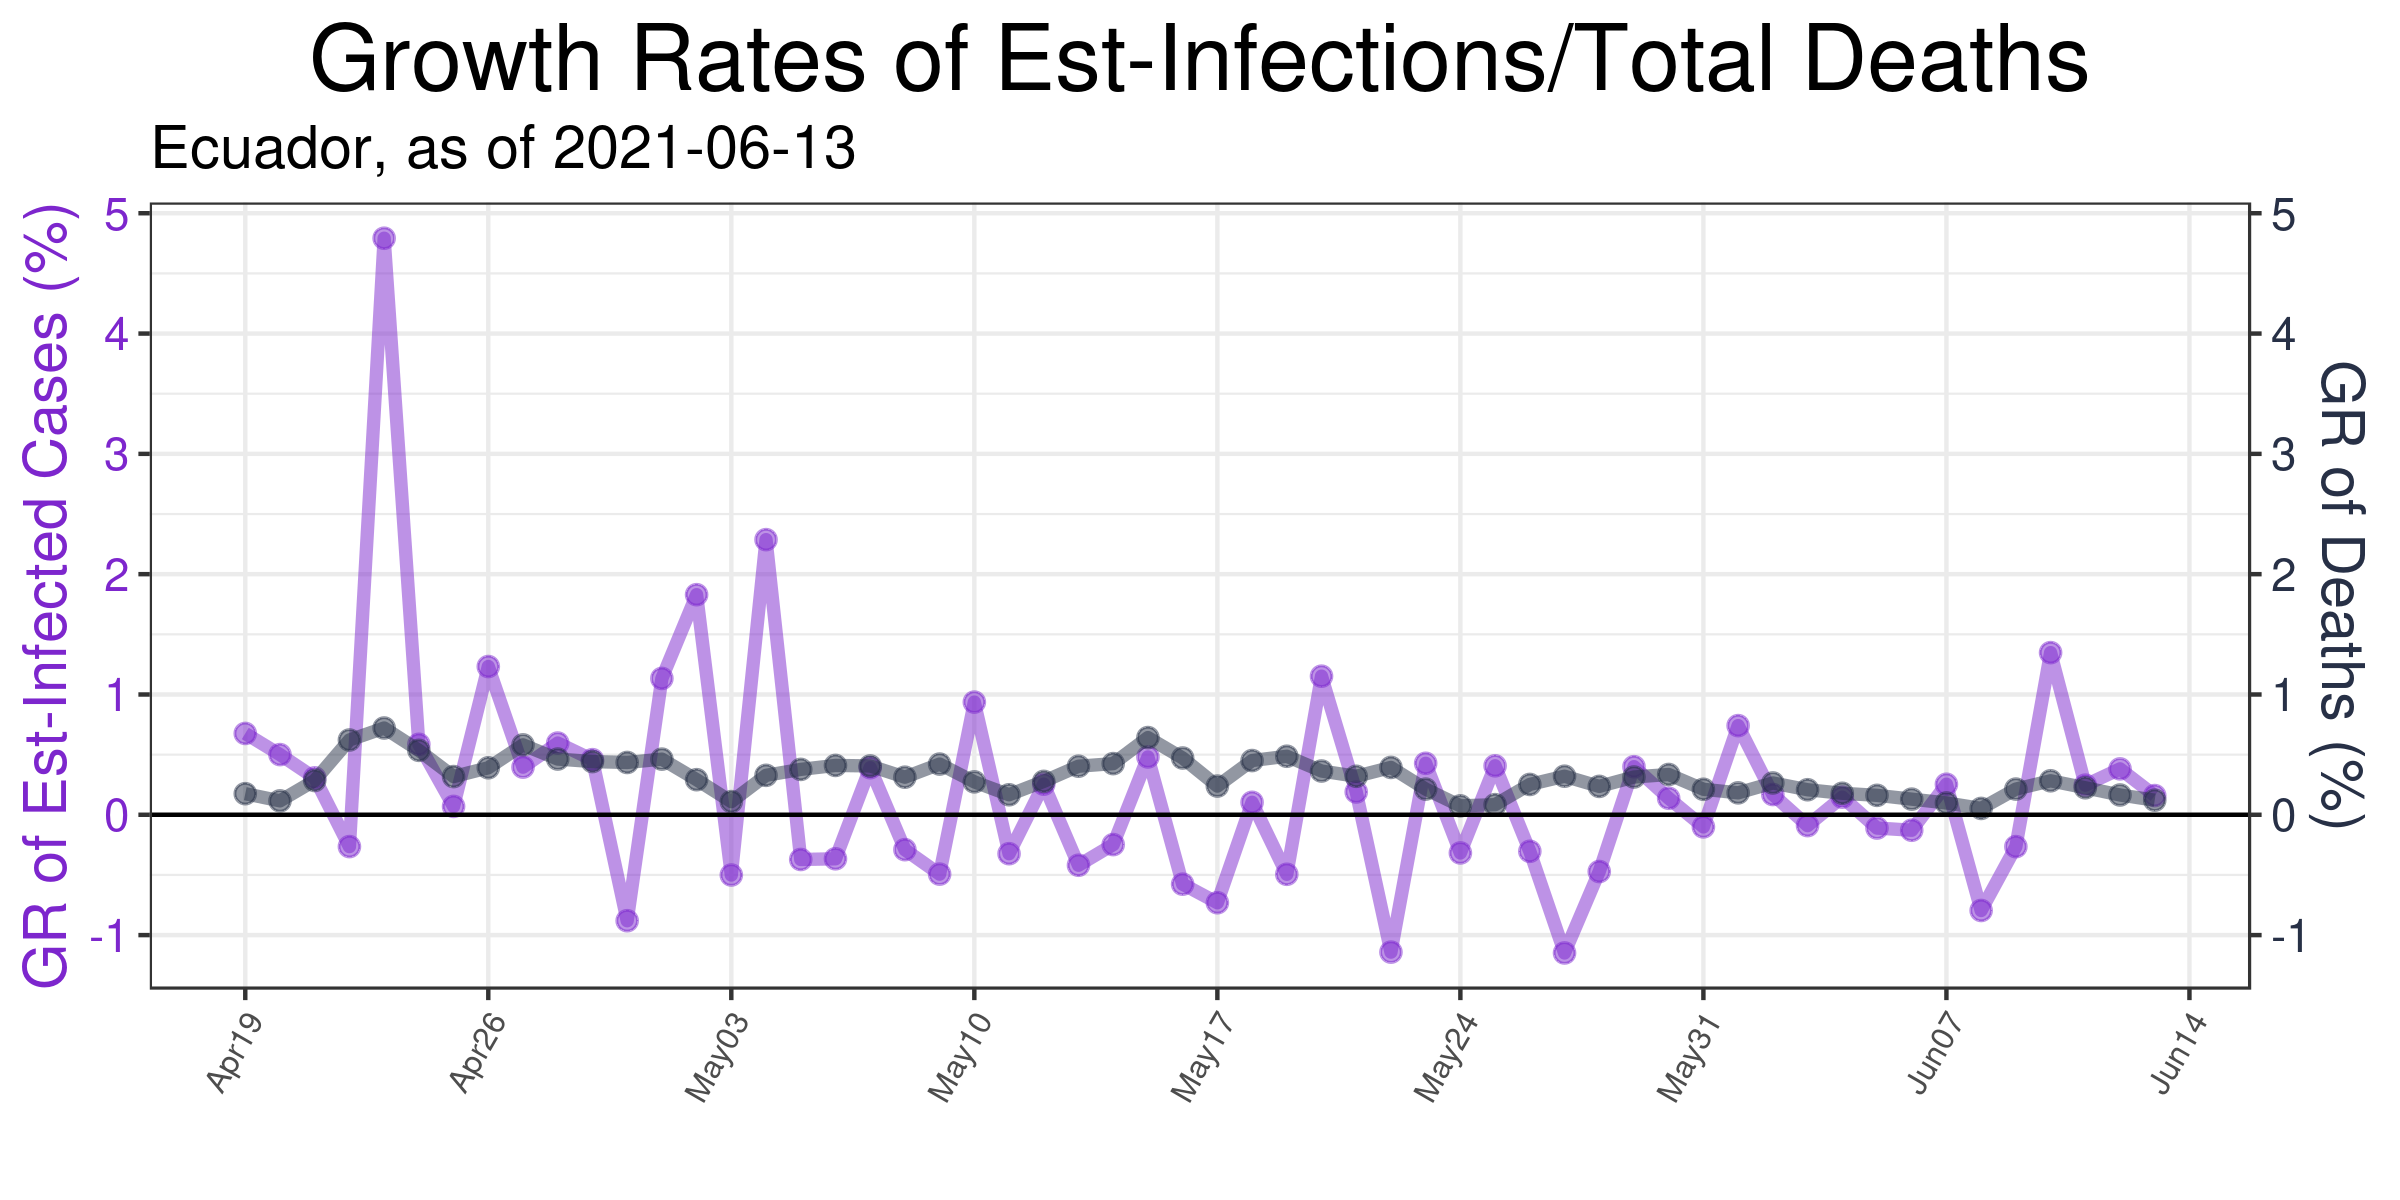 Growth Rates of Est-Infections/Total Deaths
Ecuador, as of 2021-06-13
GR of Est-Infected Cases (%)
5
4
3
2
1
0
-1
5
4
3
2
1
0
-1
GR of Deaths (%)
Apr19
Apr26
May03
May10
May17
May24
May31
Jun07
Jun14